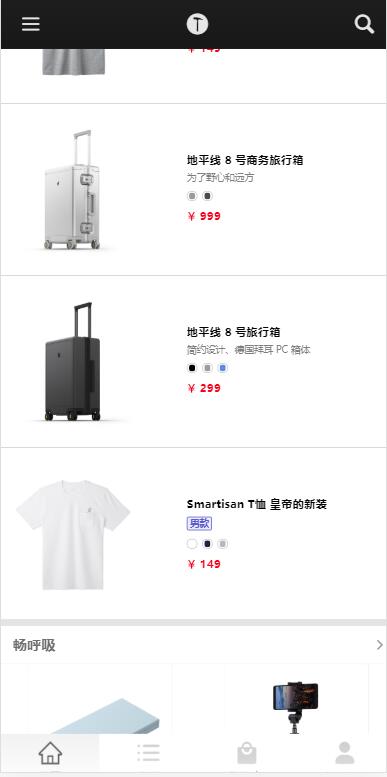 地平线 8 号商务旅行箱
为了野心和远方
￥ 999
地平线 8 号旅行箱
简约设计、德国拜耳 PC 箱体
￥ 299
Smartisan T恤 皇帝的新装
男款
￥ 149
畅呼吸